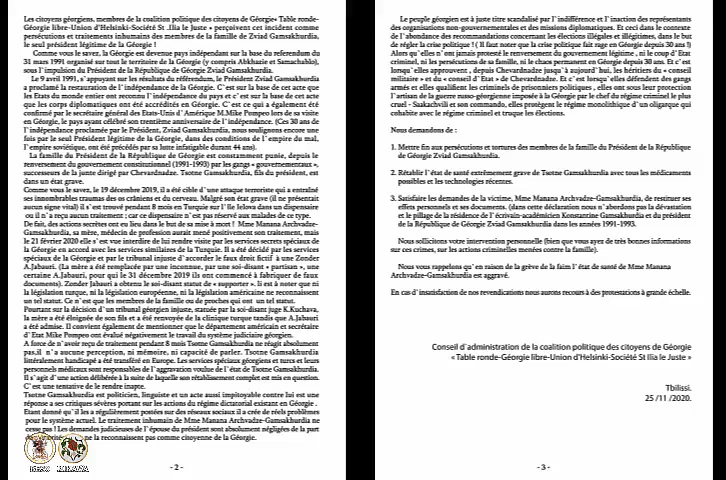 Les citoyens géorgiens, membres de la coalition politique des citoyens de Géorgie« Table ronde-
Géorgie libre-Union d'Helsinki-Société St .Ilia le Juste » perçoivent cet incident comme
persécutions et traitements inhumains des membres de la famille de Zviad Gamsakhurdia,
le seul président légitime de la Géorgie !
Comme vous le savez, la Géorgie est devenue pays indépendant sur la base du referendum du
31 mars 1991 organisé sur tout le territoire de la Géorgie (y compris Abkhazie et Samachablo),
sous l`impulsion du Président de la République de Géorgie Zviad Gamsakhurdia.
Le 9 avril 1991, s`appuyant sur les résultats du référendum, le Président Zviad Gamsakhurdia
a proclamé la restauration de l`indépendance de la Géorgie. C`est sur la base de cet acte que
les Etats du monde entier ont reconnu l`indépendance du pays et c`est sur la base de cet acte
que les corps diplomatiques ont été accrédités en Géorgie. C`est ce qui a également été
confirmé par le secrétaire général des Etats-Unis d`Amérique M.Mike Pompeo lors de sa visite
en Géorgie, le pays ayant célébré son trentième anniversaire de l`indépendance. (Ces 30 ans de
l`indépendance proclamée par le Président, Zviad Gamsakhurdia, nous soulignons encore une
fois par le seul Président légitime de la Géorgie, dans des conditions de l`empire du mal,
l`empire soviétique, ont été précédés par sa lutte infatigable durant 44 ans).
La famille du Président de la République de Georgie est constamment punie, depuis le
renversement du gouvernement constitutionnel (1991-1993) par les gangs « gouvernementaux »,
successeurs de la junte dirigé par Chevardnadze. Tsotne Gamsakhurdia, fils du président, est
dans un état grave.
Comme vous le savez, le 19 décembre 2019, il a été cible d`une attaque terroriste qui a entraîné
ses innombrables traumas des os crâniens et du cerveau. Malgré son état grave (il ne présentait
aucun signe vital) il s`est trouvé pendant 8 mois en Turquie sur l`île Ielova dans un dispensaire
ou il n`a reçu aucun traitement ; car ce dispensaire n`est pas réservé aux malades de ce type.
De fait, des actions secrètes ont eu lieu dans le but de sa mise à mort ! Mme Manana Archvadze-
Gamsakhurdia, sa mère, médecin de profession aurait mené positivement son traitement, mais
le 21 février 2020 elle s`est vue interdire de lui rendre visite par les services secrets spéciaux de
la Géorgie en accord avec les services similaires de la Turquie. Il a été décidé par les services
spéciaux de la Géorgie et par le tribunal injuste d`accorder le faux droit fictif à une Zonder
A.Jabauri. (La mère a été remplacée par une inconnue, par une soi-disant « partisan », une
certaine A.Jabauri, pour qui le 31 décembre 2019 ils ont commencé à fabriquer de faux
documents). Zonder Jabauri a obtenu le soi-disant statut de « supporter ». Il est à noter que ni
la législation turque, ni la législation européenne, ni la législation américaine ne reconnaissent
un tel statut. Ce n`est que les membres de la famille ou de proches qui ont un tel statut.
Pourtant sur la décision d`un tribunal géorgien injuste, statuée par la soi-disant juge K.Kuchava,
la mère a été éloignée de son fils et a été renvoyée de la clinique turque tandis que A.Jabauri
a été admise. Il convient également de mentionner que le département américain et secrétaire
d`Etat Mike Pompeo ont évalué négativement le travail du système judiciaire géorgien.
A force de n`avoir reçu de traitement pendant 8 mois Tsotne Gamsakhurdia ne réagit absolument
pas,il n`a aucune perception, ni mémoire, ni capacité de parler. Tsotne Gamsakhurdia
littéralement handicapé a été transféré en Europe. Les services spéciaux géorgiens et turcs et leurs
personnels médicaux sont responsables de l`aggravation voulue de l`état de Tsotne Gamsakhurdia.
Il s`agit d`une action délibérée à la suite de laquelle son rétablissement complet est mis en question.
C`est une tentative de le rendre inapte.
Tsotne Gamsakhurdia est politicien, linguiste et un acte aussi impitoyable contre lui est une
réponse a ses critiques sévères portant sur les actions du régime dictatorial existant en Géorgie .
Etant donné qu`il les a régulièrement postées sur des réseaux sociaux il a crée de réels problèmes
pour le système actuel. Le traitement inhumain de Mme Manana Archvadze-Gamsakhurdia ne
cesse pas ! Les demandes judicieuses de l`épouse du président sont absolument négligées de la part
ne la reconnaissent pas comme citoyenne de la Géorgie.
- 2 -
Le peuple géorgien est à juste titre scandalisé par l`indifférence et l`inaction des représentants
des organisations non-gouvernementales et des missions diplomatiques. Et ceci dans le contexte
de l`abondance de recommandations concernant les élections illégales et illégitimes, dans le but
de régler la crise politique ! ( Il faut noter que la crise politique fait rage en Géorgie depuis 30 ans !)
Alors qu`elles n`ont jamais protesté le renversement du gouvernement légitime , ni le coup d`Etat
criminel, ni les persécutions de sa famille, ni le chaos permanent en Géorgie depuis 30 ans. Et c`est
lorsqu`elles approuvent , depuis Chevardnadze jusqu`à aujourd`hui, les héritiers du « conseil
militaire » et du « conseil d`Etat » de Chevardnadze. Et c`est lorsqu`elles défendent des gangs
armés et elles qualifient les criminels de prisonniers politiques , elles ont sous leur protection
l`artisan de la guerre russo-géorgienne imposée à la Géorgie par le chef du régime criminel le plus
cruel - Saakachvili et son commando, elles protègent le régime monolithique d`un oligarque qui
cohabite avec le régime criminel et truque les élections.
Nous demandons de :
1. Mettre fin aux persécutions et tortures des membres de la famille du Président de la République
de Géorgie Zviad Gamsakhurdia.
2. Rétablir l`état de santé extrêmement grave de Tsotne Gamsakhurdia avec tous les médicaments
possibles et les technologies récentes.
3. Satisfaire les demandes de la victime, Mme Manana Archvadze-Gamsakhurdia, de restituer ses
effets personnels et ses documents. (dans cette déclaration nous n`abordons pas la dévastation
et le pillage de la résidence de l`écrivain-académicien Konstantine Gamsakhurdia et du président
de la République de Géorgie Zviad Gamsakhurdia dans les années 1991-1993.
Nous sollicitons votre intervention personnelle (bien que vous ayez de très bonnes informations
sur ces crimes, sur les actions criminelles menées contre la famille).
Nous vous rappelons qu`en raison de la grève de la faim l`état de santé de Mme Manana
Archvadze-Gamsakhurdia est aggravé.
En cas d`insatisfaction de nos revendications nous aurons recours à des protestations à grande échelle.
Conseil d'administration de la coalition politique des citoyens de Géorgie
« Table ronde-Géorgie libre-Union d'Helsinki-Société St Ilia le Juste »
Tbilissi.
25 /11 /2020.
- 3 -